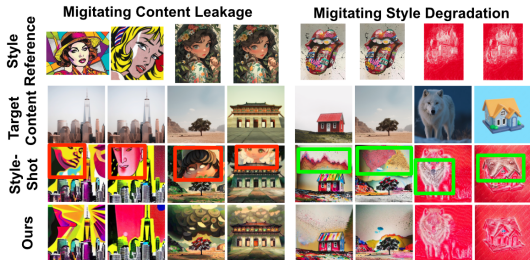 Migitating Content Leakage
Migitating Style Degradation
Style
Reference
Target
Content
Style-
Shot
Ours